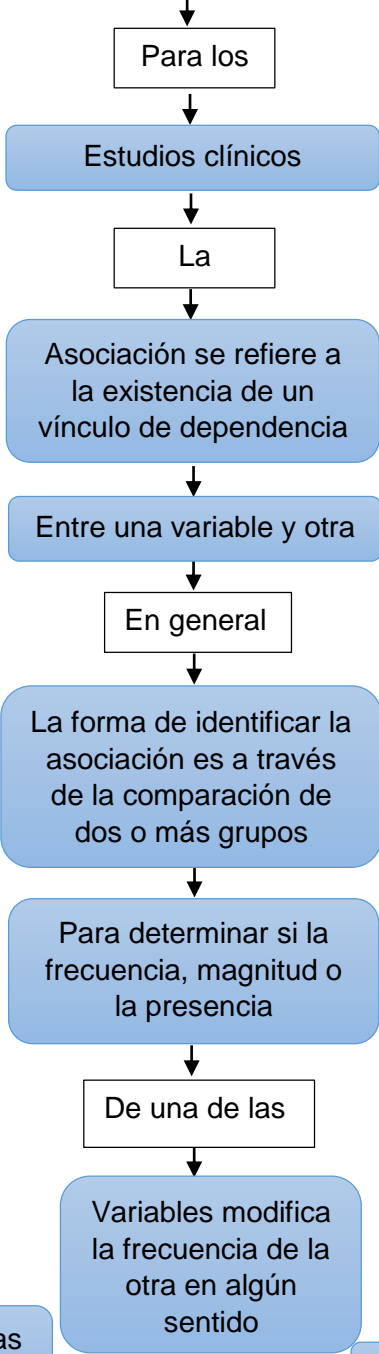 Para los
Estudios clínicos
La
Asociación se refiere a
la existencia de un
vínculo de dependencia
Entre una variable y otra
En general
La forma de identificar la
asociación es a través
de la comparación de
dos o más grupos
Para determinar si la
frecuencia, magnitud o
la presencia
De una de las
Variables modifica
la frecuencia de la
otra en algún
sentido